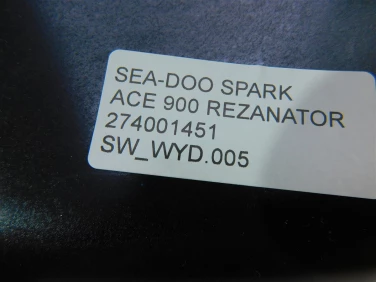 SEA-DOO SPARK
ACE 900 REZANATOR
274001451
SW_WYD.005